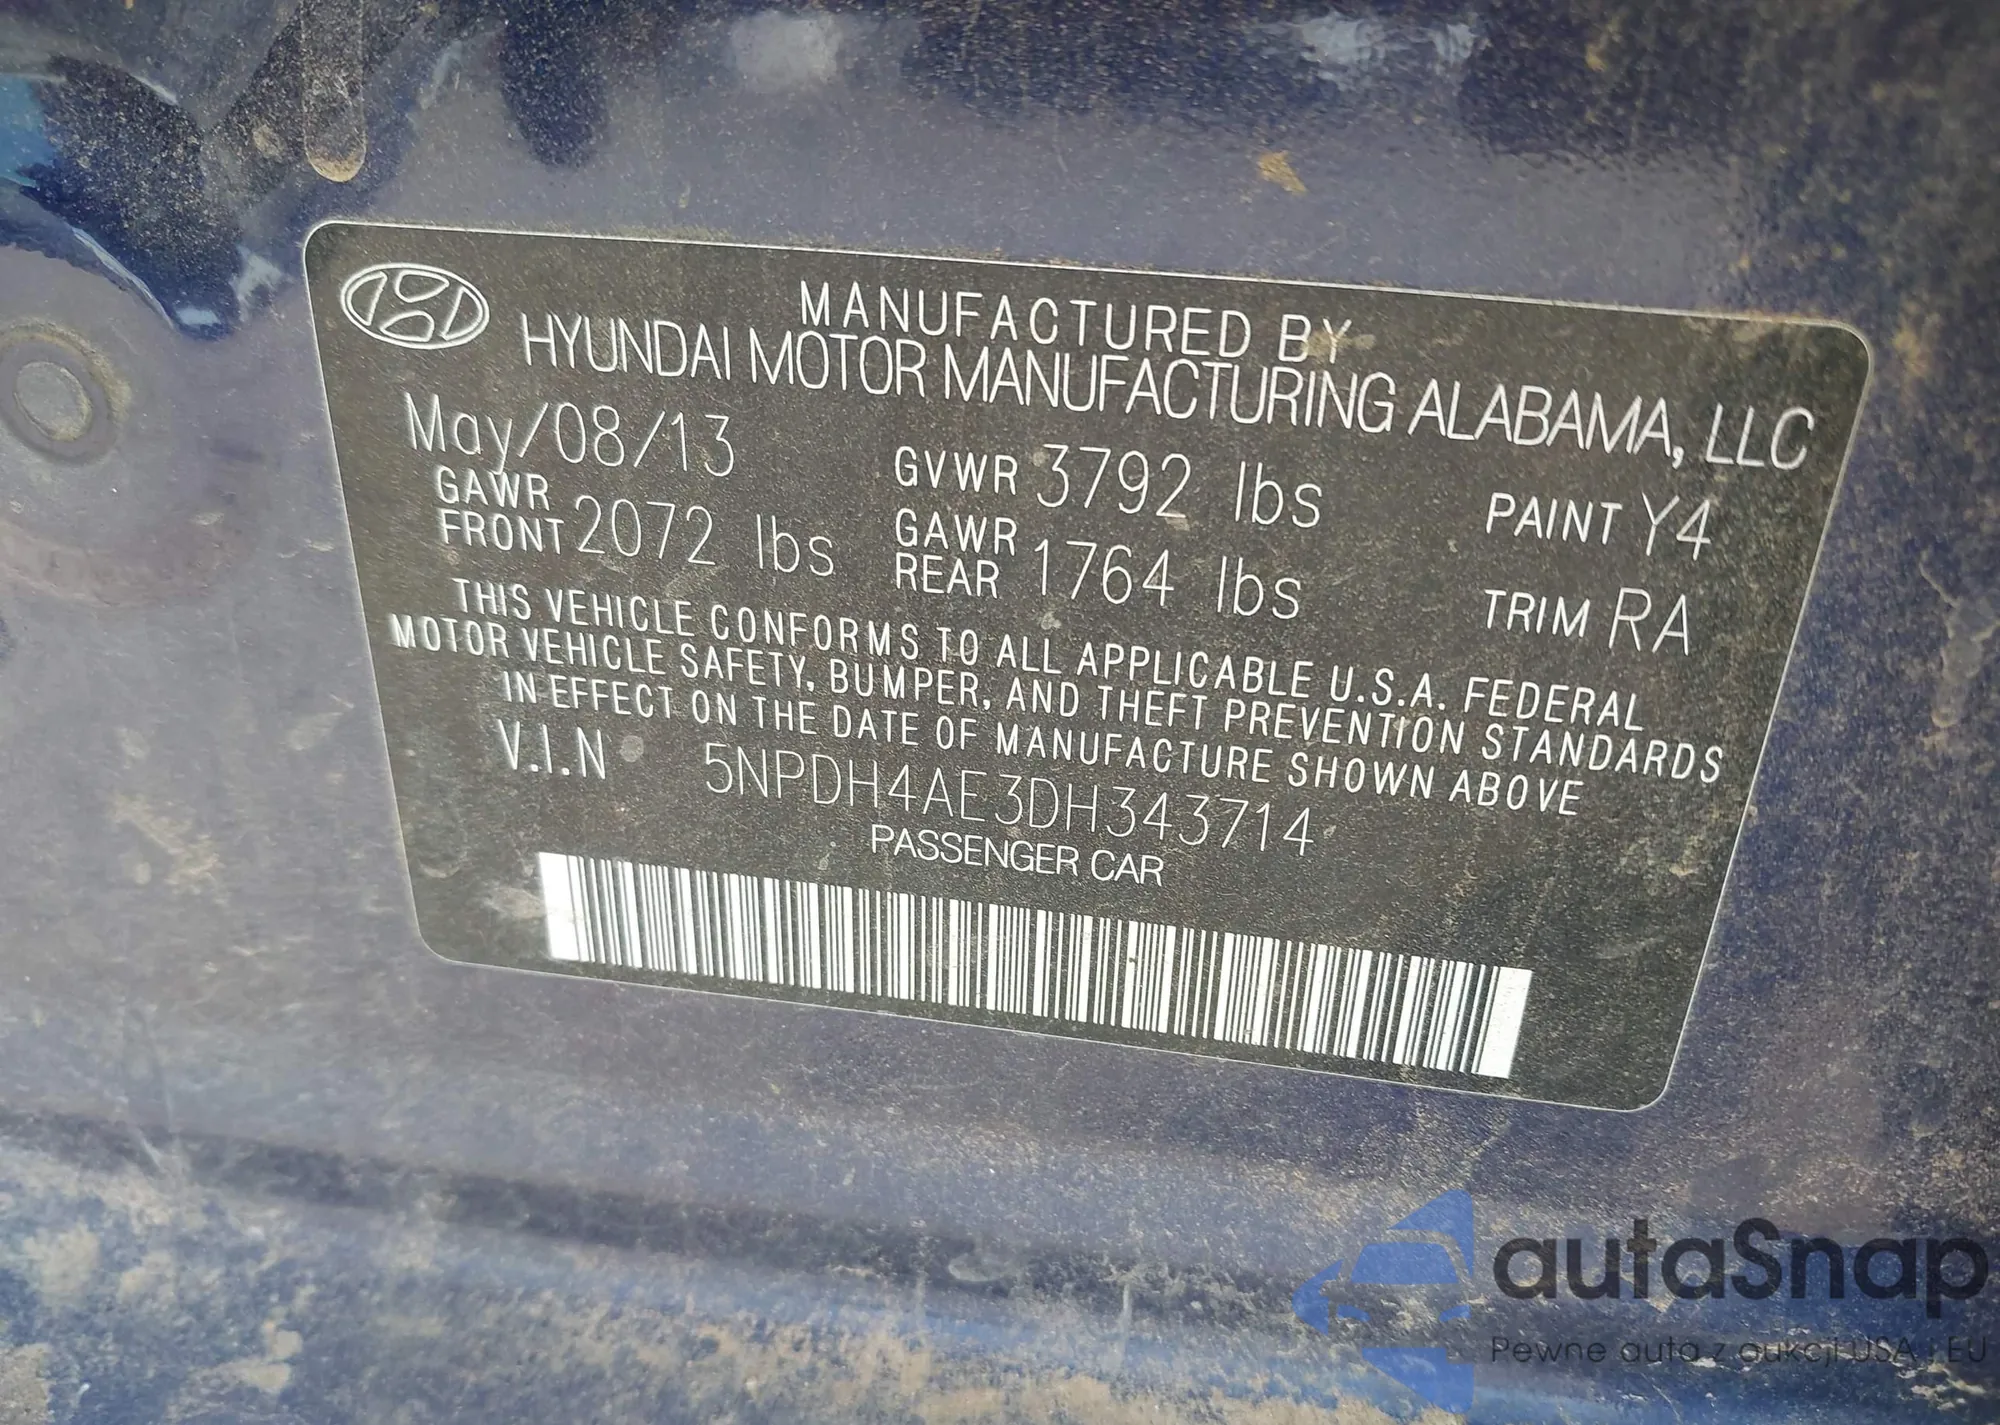 MANUFACTURED BY
HYUNDAI MOTOR MANUFACTURING ALABAMA, LLC
May/08/13
GVWR 3792 lbs
PAINT Y4
GAWR
FRONT 2072 lbs
GAWR
REAR 1764 lbs
TRIM RA
THIS VEHICLE CONFORMS TO ALL APPLICABLE U.S.A. FEDERAL
MOTOR VEHICLE SAFETY, BUMPER, AND THEFT PREVENTION STANDARDS
IN EFFECT ON THE DATE OF MANUFACTURE SHOWN ABOVE
V.I.N 5NPDH4AE3DH343714
PASSENGER CAR
autaSnap
Pewne auta z aukcji USA i EU